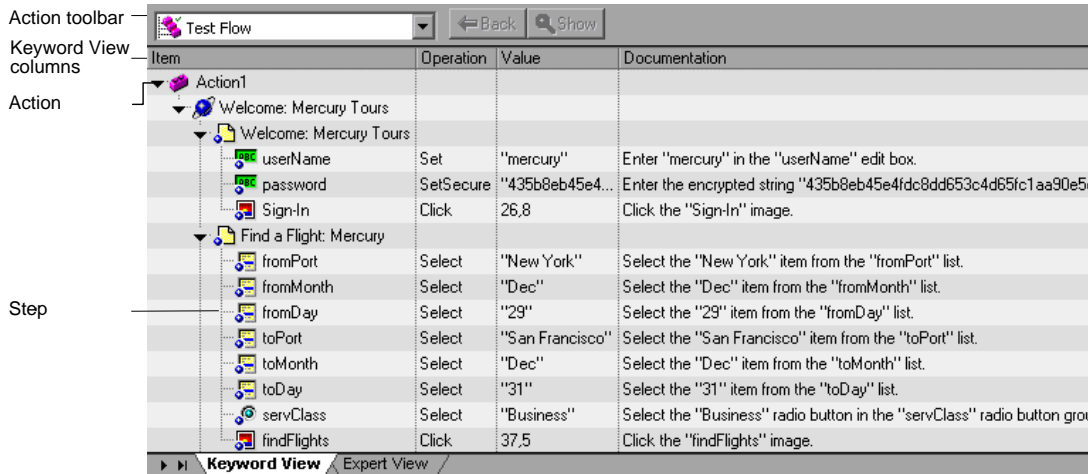 Action toolbar
Test Flow Back Show
Keyword View
columns
Item Operation Value Documentation
Action
Action1
Welcome: Mercury Tours
Welcome: Mercury Tours
userName Set "mercury" Enter "mercury" in the "userName" edit box.
password SetSecure "435b8eb45e4... Enter the encrypted string "435b8eb45e4fdc8dd653c4d65fc1aa90e5
Sign-In Click 26,8 Click the "Sign-In" image.
Find a Flight: Mercury
fromPort Select "New York" Select the "New York" item from the "fromPort" list.
fromMonth Select "Dec" Select the "Dec" item from the "fromMonth" list.
Step
fromDay Select "29" Select the "29" item from the "fromDay" list.
toPort Select "San Francisco" Select the "San Francisco" item from the "toPort" list.
toMonth Select "Dec" Select the "Dec" item from the "toMonth" list.
toDay Select "31" Select the "31" item from the "toDay" list.
servClass Select "Business" Select the "Business" radio button in the "servClass" radio button grou
findFlights Click 37,5 Click the "findFlights" image.
Keyword View Expert View